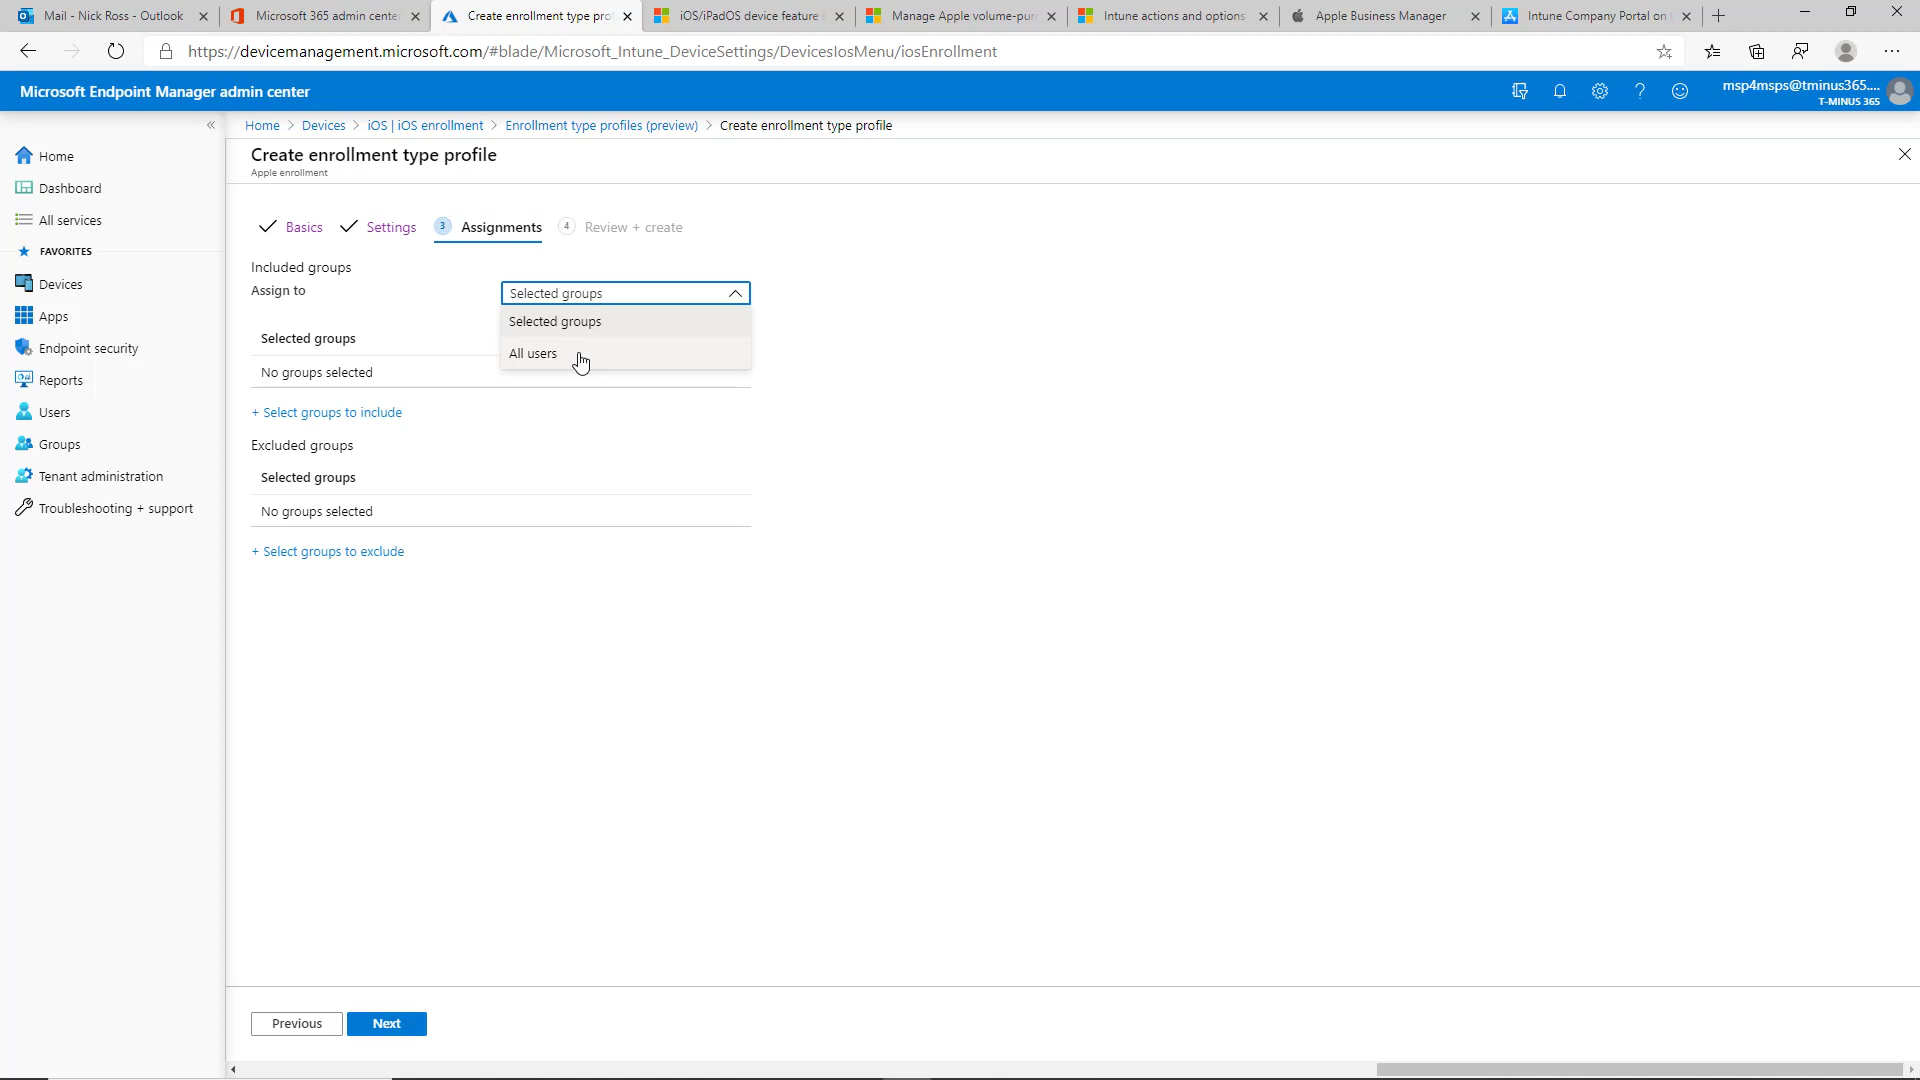 Mail - Nick Ross - Outlook
Microsoft 365 admin center
Create enrollment type prof
iOS/iPadOS device feature s
Manage Apple volume-pur
Intune actions and options
Apple Business Manager
Intune Company Portal on
https://devicemanagement.microsoft.com/#blade/Microsoft_Intune_DeviceSettings/DevicesIosMenu/iosEnrollment
Microsoft Endpoint Manager admin center
msp4msps@tminus365....
T-MINUS 365
Home > Devices > iOS | iOS enrollment > Enrollment type profiles (preview) > Create enrollment type profile
Create enrollment type profile
Apple enrollment
Home
Dashboard
All services
FAVORITES
Devices
Apps
Endpoint security
Reports
Users
Groups
Tenant administration
Troubleshooting + support
Basics Settings 3 Assignments 4 Review + create
Included groups
Assign to
Selected groups
Selected groups
All users
Selected groups
No groups selected
+ Select groups to include
Excluded groups
Selected groups
No groups selected
+ Select groups to exclude
Previous Next